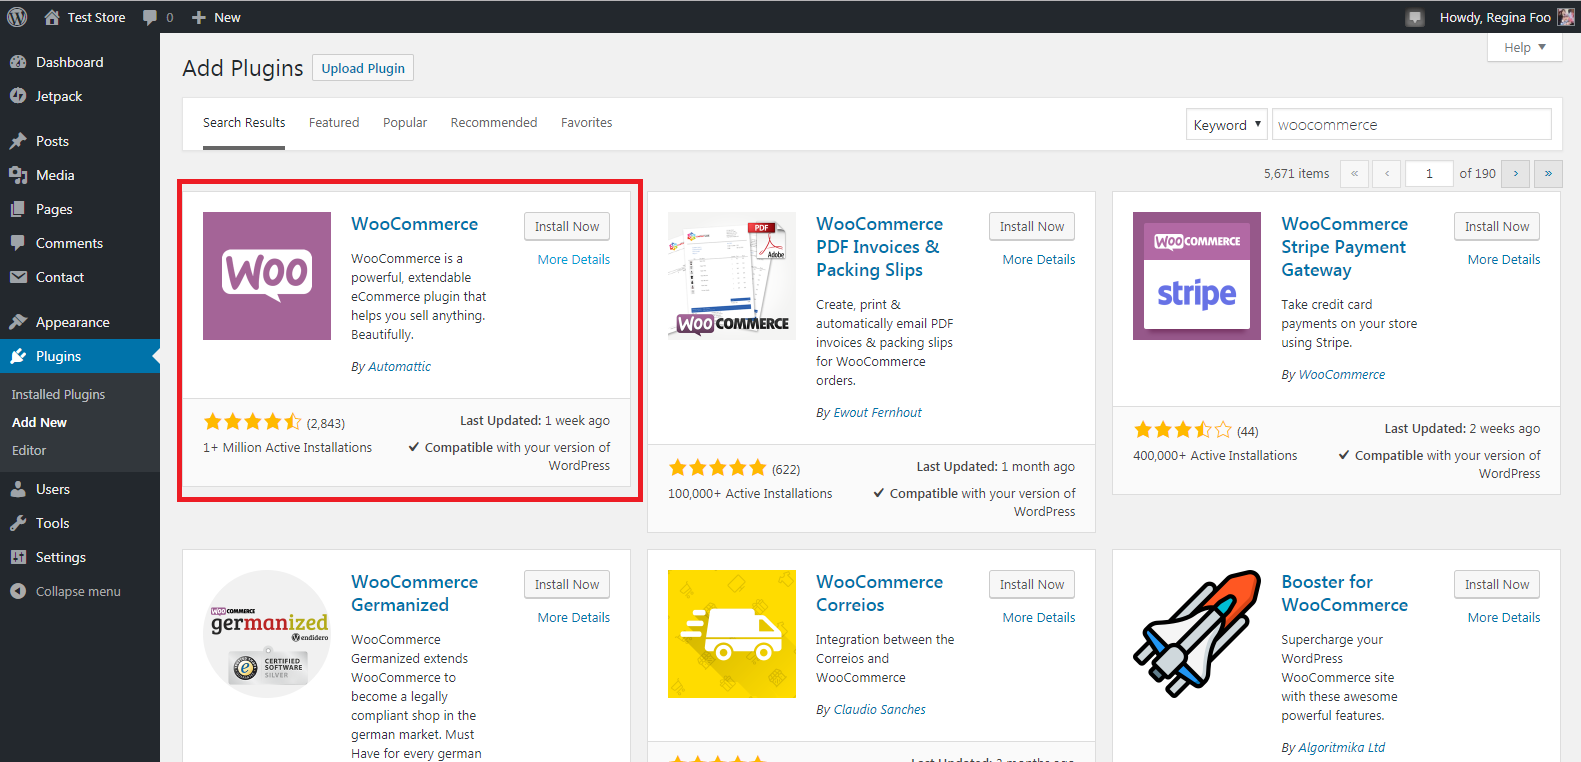 Test Store
0
New
Howdy, Regina Foo
Dashboard
Jetpack
Posts
Media
Pages
Comments
Contact
Appearance
Plugins
Installed Plugins
Add New
Editor
Users
Tools
Settings
Collapse menu
Help ▼
Add Plugins
Upload Plugin
Search Results
Featured
Popular
Recommended
Favorites
Keyword ▼
woocommerce
5,671 items
«
‹
1
of 190
›
»
WOO
WooCommerce
Install Now
More Details
WooCommerce is a
powerful, extendable
eCommerce plugin that
helps you sell anything.
Beautifully.
By Automattic
(2,843)
Last Updated: 1 week ago
1+ Million Active Installations
✓ Compatible with your version of
WordPress
PDF
Adobe
WOO COMMERCE
WooCommerce
PDF Invoices &
Packing Slips
Install Now
More Details
Create, print &
automatically email PDF
invoices & packing slips
for WooCommerce
orders.
By Ewout Fernhout
(622)
Last Updated: 1 month ago
100,000+ Active Installations
✓ Compatible with your version of
WordPress
WOO COMMERCE
stripe
WooCommerce
Stripe Payment
Gateway
Install Now
More Details
Take credit card
payments on your store
using Stripe.
By WooCommerce
(44)
Last Updated: 2 weeks ago
400,000+ Active Installations
✓ Compatible with your version of
WordPress
WOO COMMERCE
germanized
vendidero
CERTIFIED
SOFTWARE
SILVER
WooCommerce
Germanized
Install Now
More Details
WooCommerce
Germanized extends
WooCommerce to
become a legally
compliant shop in the
german market. Must
Have for every german
WooCommerce
Correios
Install Now
More Details
Integration between the
Correios and
WooCommerce
By Claudio Sanches
Last Updated: 2 months ago
Booster for
WooCommerce
Install Now
More Details
Supercharge your
WordPress
WooCommerce site
with these awesome
powerful features.
By Algoritmika Ltd